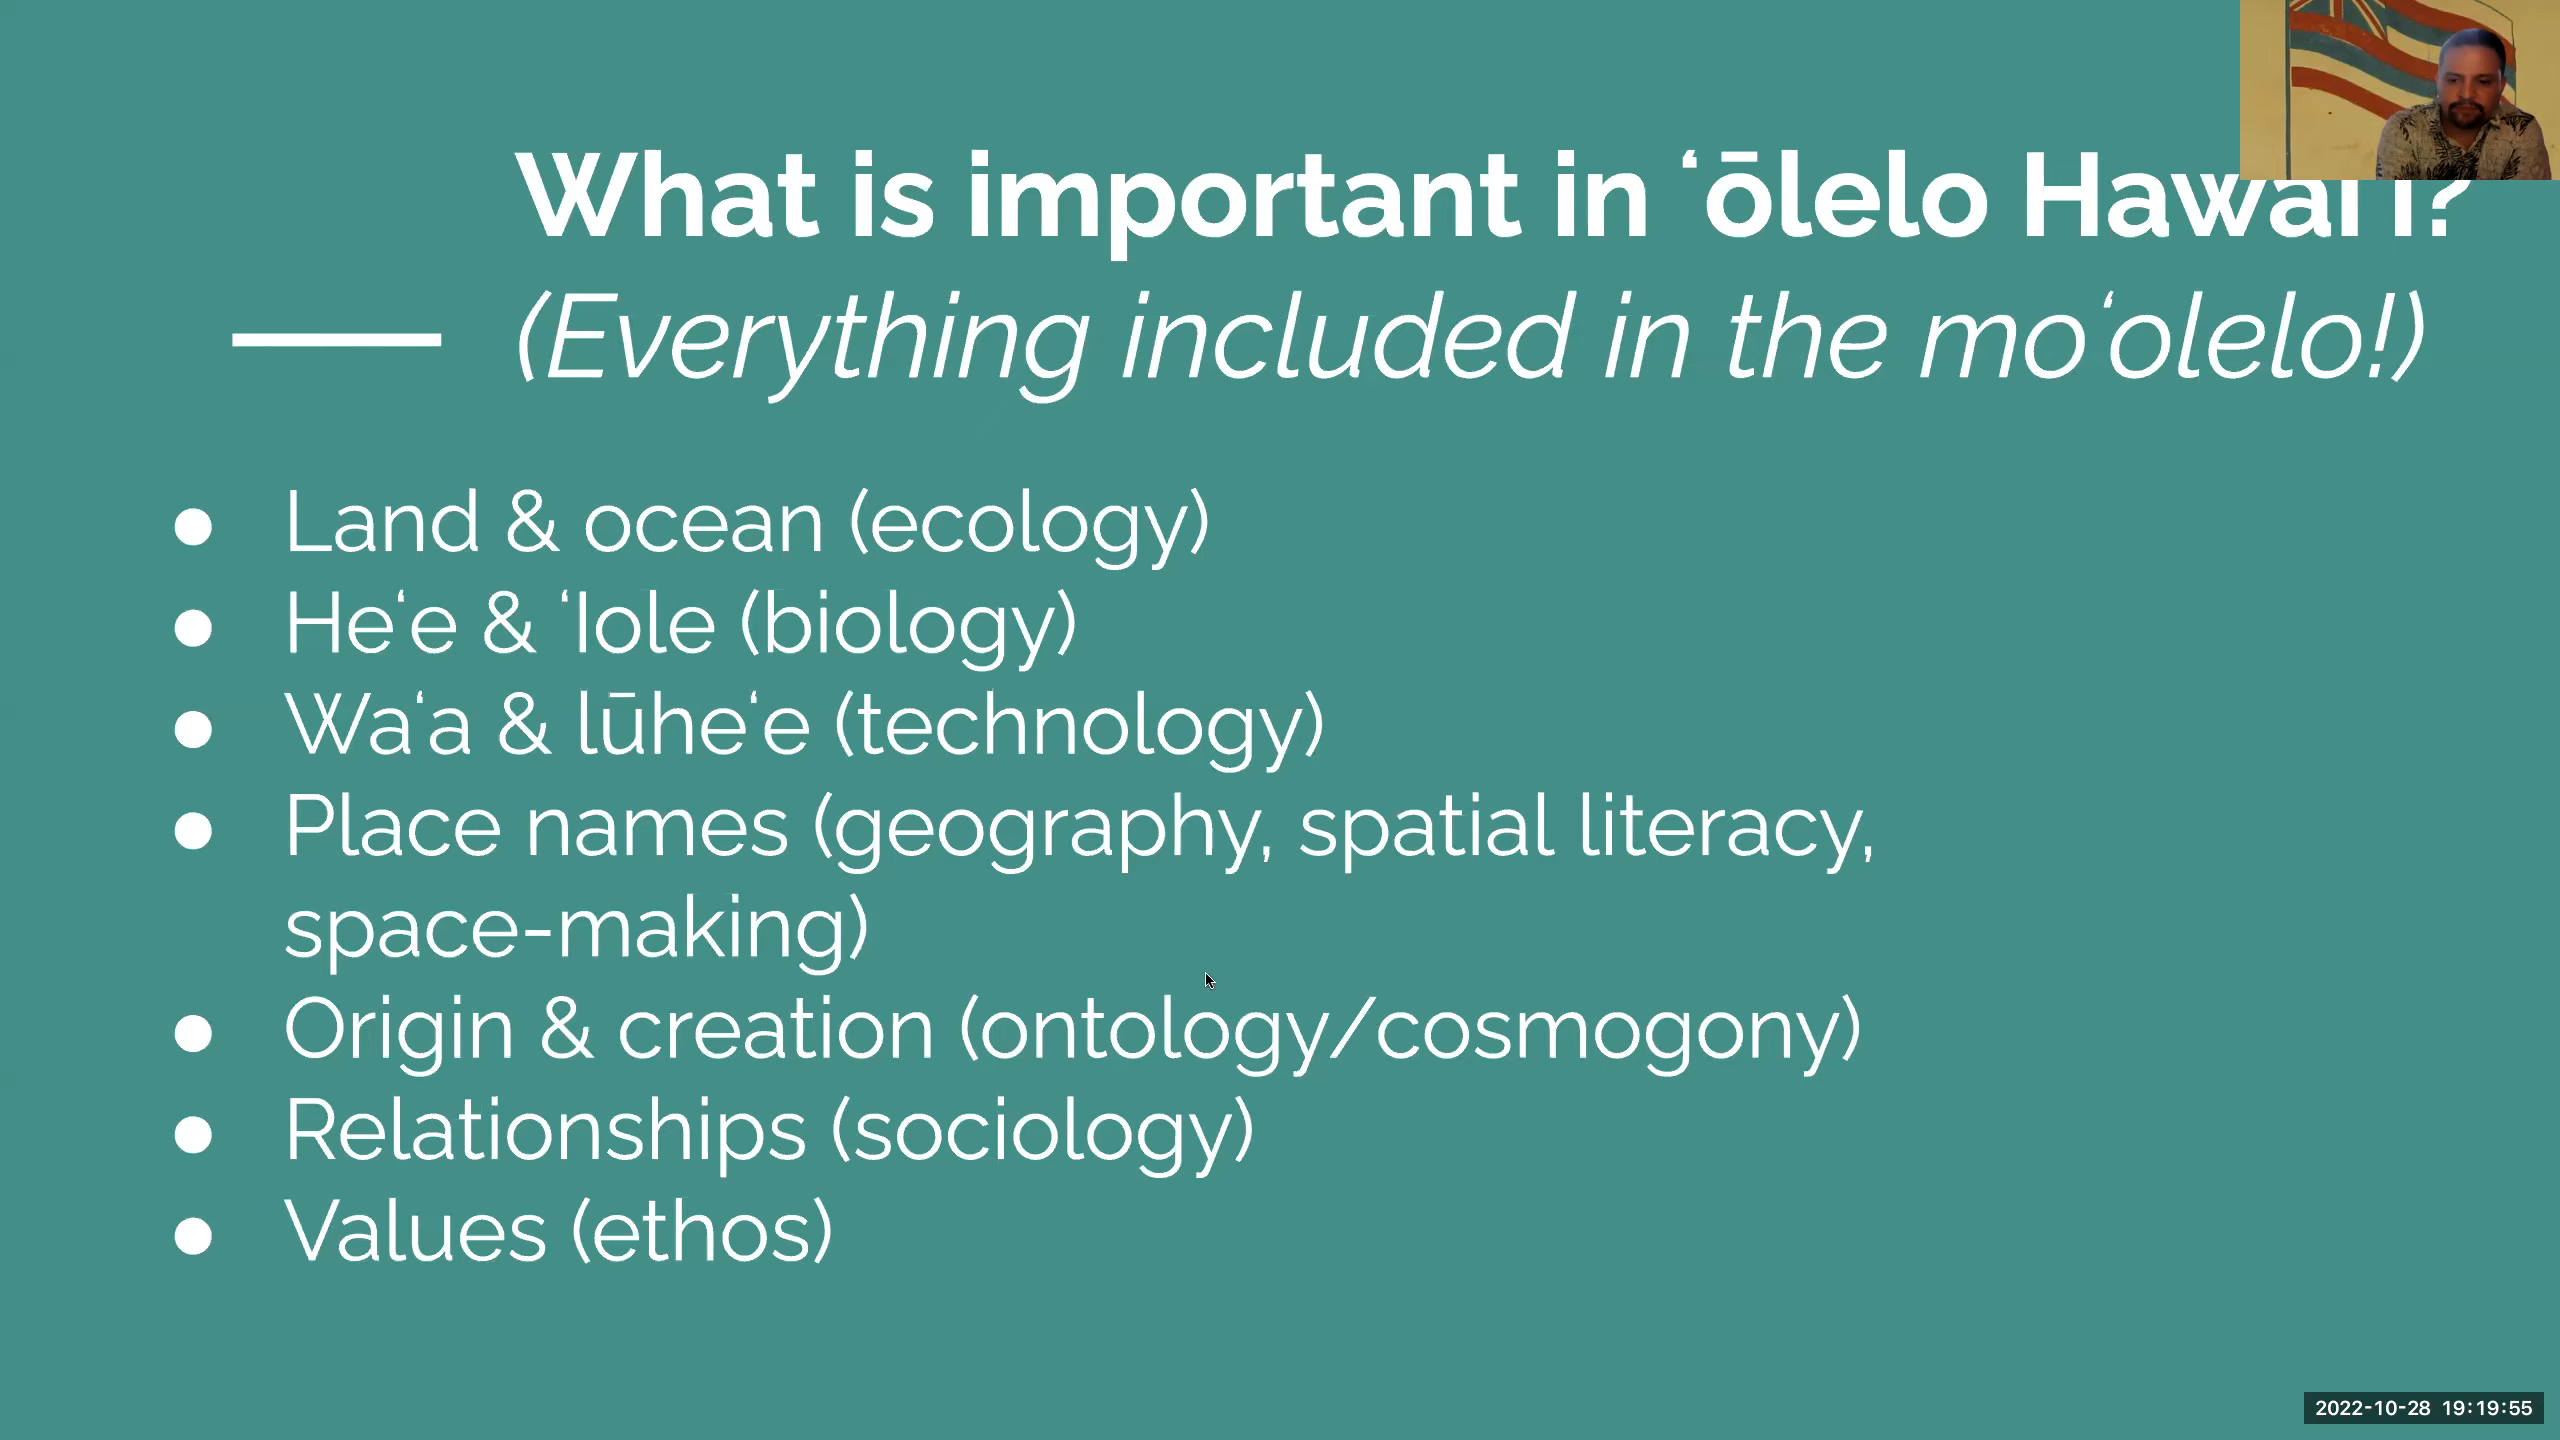 What is important in ʻōlelo Hawaiʻi?
(Everything included in the moʻolelo!)
● Land & ocean (ecology)
● Heʻe & ʻIole (biology)
● Waʻa & lūheʻe (technology)
● Place names (geography, spatial literacy,
space-making)
● Origin & creation (ontology/cosmogony)
● Relationships (sociology)
● Values (ethos)
2022-10-28 19:19:55